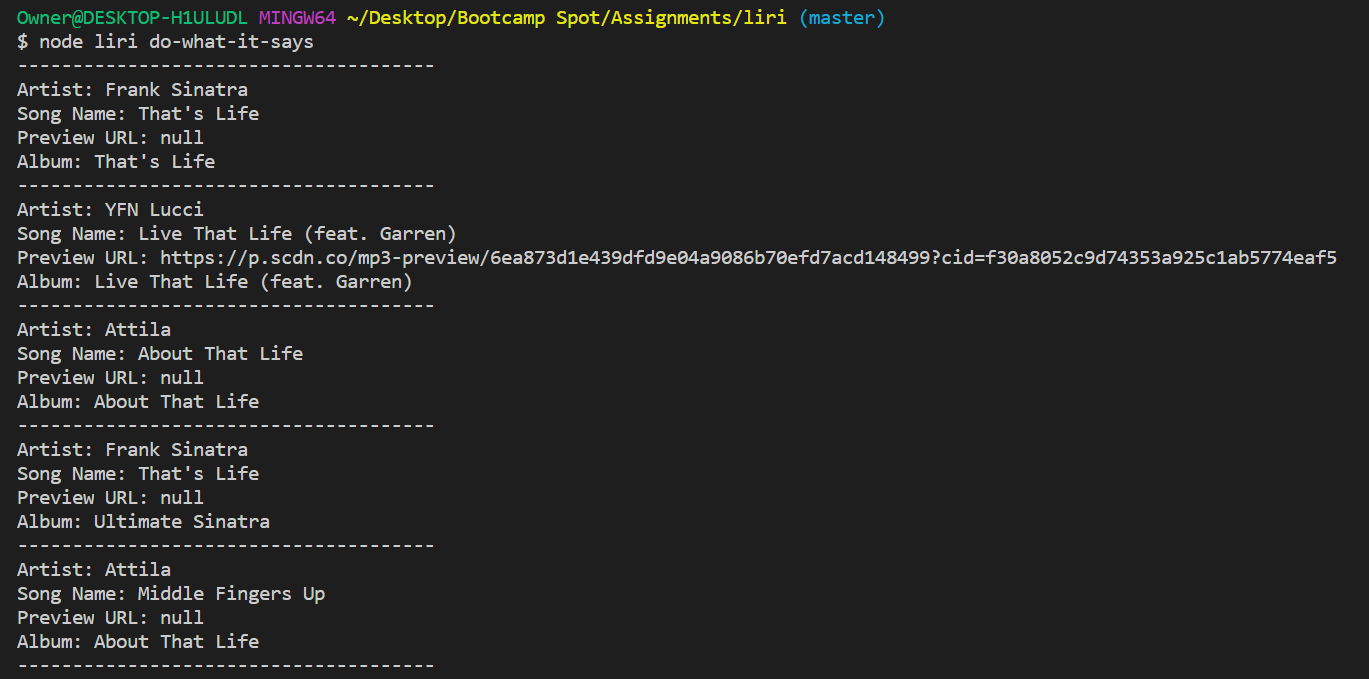 Owner@DESKTOP-H1ULUDL MINGW64 ~/Desktop/Bootcamp Spot/Assignments/liri (master)
$ node liri do-what-it-says
--------------------------------------
Artist: Frank Sinatra
Song Name: That's Life
Preview URL: null
Album: That's Life
--------------------------------------
Artist: YFN Lucci
Song Name: Live That Life (feat. Garren)
Preview URL: https://p.scdn.co/mp3-preview/6ea873d1e439dfd9e04a9086b70efd7acd148499?cid=f30a8052c9d74353a925c1ab5774eaf5
Album: Live That Life (feat. Garren)
--------------------------------------
Artist: Attila
Song Name: About That Life
Preview URL: null
Album: About That Life
--------------------------------------
Artist: Frank Sinatra
Song Name: That's Life
Preview URL: null
Album: Ultimate Sinatra
--------------------------------------
Artist: Attila
Song Name: Middle Fingers Up
Preview URL: null
Album: About That Life
--------------------------------------